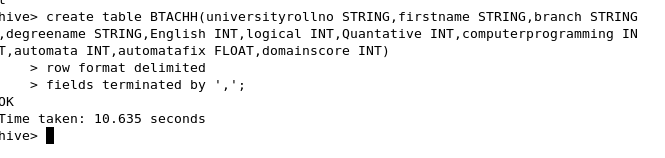 hive> create table BTACHH(universityrollno STRING,firstname STRING,branch STRING
,degreename STRING,English INT,logical INT,Quantative INT,computerprogramming IN
T,automata INT,automatafix FLOAT,domainscore INT)
    > row format delimited
    > fields terminated by ',';
OK
Time taken: 10.635 seconds
hive>